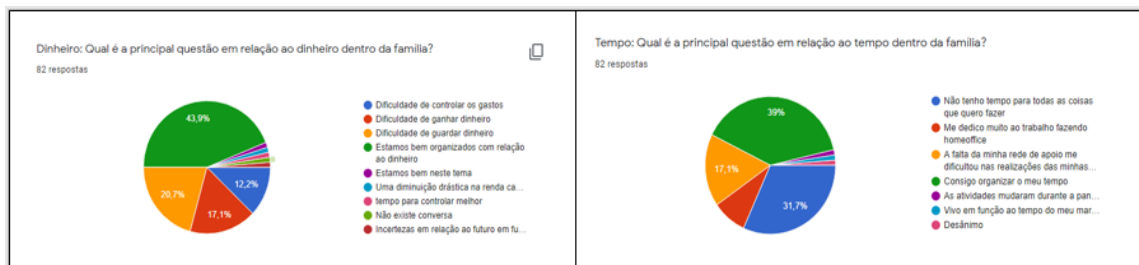 Dinheiro: Qual é a principal questão em relação ao dinheiro dentro da familia?
82 respostas
43,9%
20,7%
17,1%
12,2%
Dificuldade de controlar os gastos
Dificuldade de ganhar dinheiro
Dificuldade de guardar dinheiro
Estamos bem organizados com relação
ao dinheiro
Estamos bem neste tema
Uma diminuição drástica na renda ca...
tempo para controlar melhor
Não existe conversa
Incertezas em relação ao futuro em fu...
Tempo: Qual é a principal questão em relação ao tempo dentro da familia?
82 respostas
39%
17,1%
31,7%
Não tenho tempo para todas as coisas
que quero fazer
Me dedico muito ao trabalho fazendo
homeoffice
A falta da minha rede de apoio me
dificultou nas realizações das minhas...
Consigo organizar o meu tempo
As atividades mudaram durante a pan...
Vivo em função ao tempo do meu mar...
Desânimo